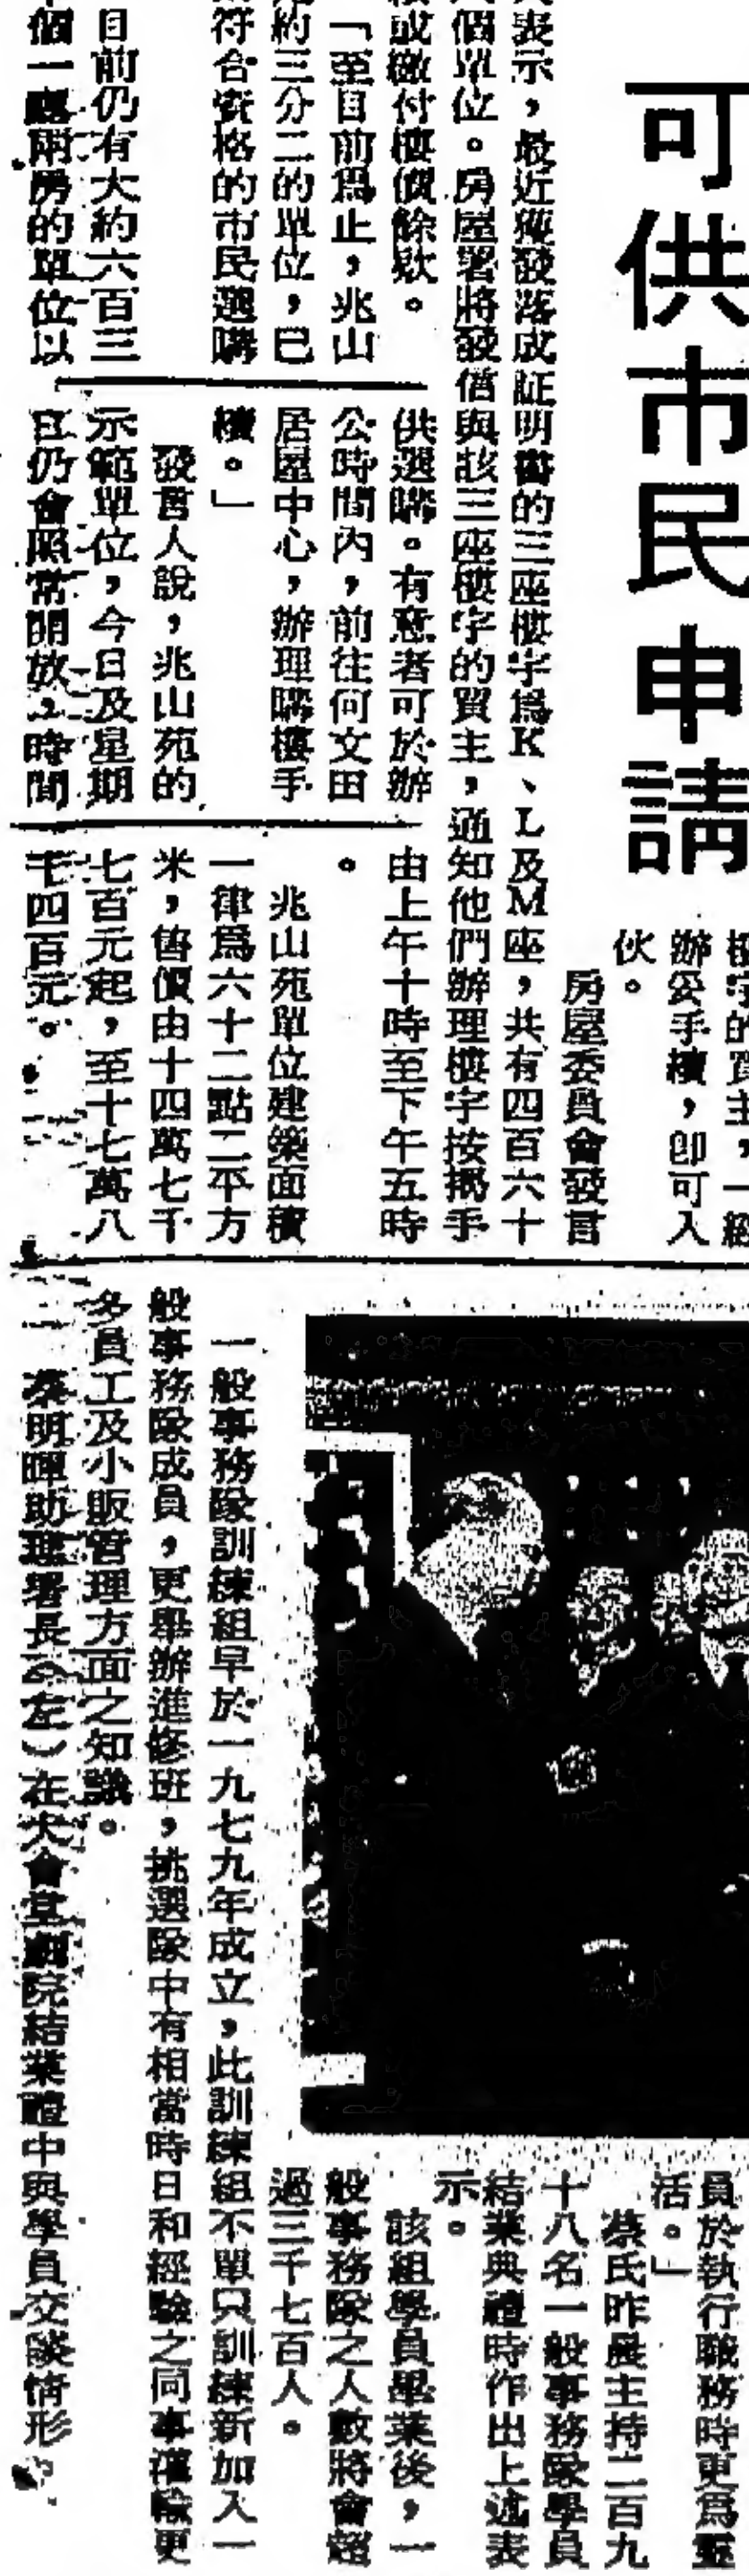 可供市民申請
樓宇的買主，一經
辦妥手續，卽可入
伙。
房屋委員會發言
表示，最近獲發落成証明書的三座樓宇爲K、L及M座，共有四百六十
個單位。房屋署將發信與該三座樓宇的買主，通知他們辦理樓宇按揭手
或繳付樓價餘欵。
「至目前爲止，兆山
約三分二的單位，已
符合資格的市民選購
目前仍有大約六百三
個一廳兩房的單位以
供選購。有意者可於辦
公時間內，前往何文田
居屋中心，辦理購樓手
續。」
發言人說，兆山苑的
示範單位，今日及星期
日仍會照常開放，時間
由上午十時至下午五時
。
兆山苑單位建築面積
一律爲六十二點二平方
米，售價由十四萬七千
七百元起，至十七萬八
千四百元。
員於執行職務時更爲靈
活。」
蔡氏昨晨主持二百九
十八名一般事務隊學員
結業典禮時作出上述表
示。
該組學員畢業後，一
般事務隊之人數將會超
過三千七百人。
一般事務隊訓練組早於一九七九年成立，此訓練組不單只訓練新加入一
般事務隊成員，更舉辦進修班，挑選隊中有相當時日和經驗之同事灌輸更
多員工及小販管理方面之知識。
蔡明暉助理署長（左）在大會堂劇院結業禮中與學員交談情形